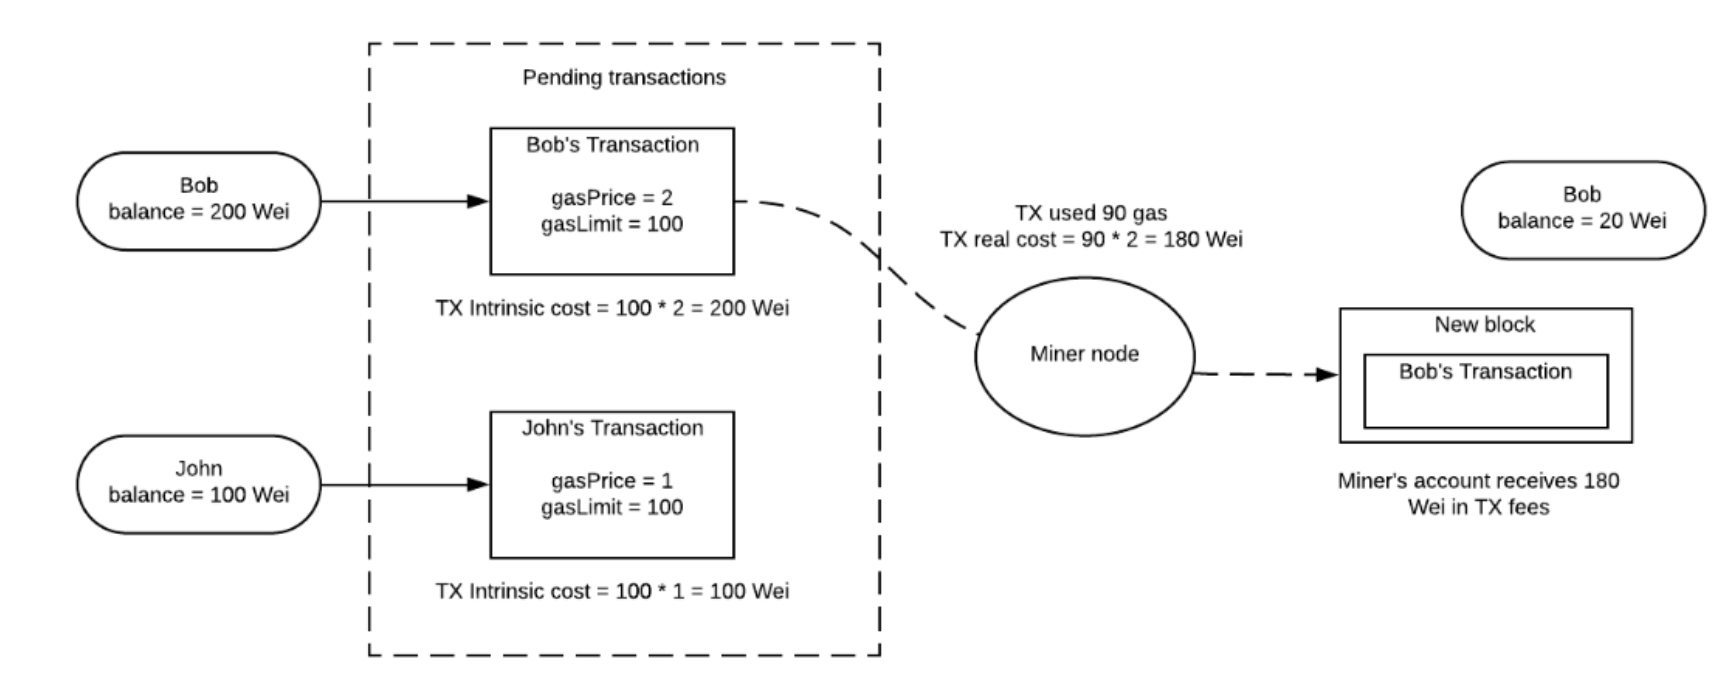 Pending transactions
Bob
balance = 200 Wei
Bob's Transaction
gasPrice = 2
gasLimit = 100
TX Intrinsic cost = 100 * 2 = 200 Wei
John
balance = 100 Wei
John's Transaction
gasPrice = 1
gasLimit = 100
TX Intrinsic cost = 100 * 1 = 100 Wei
TX used 90 gas
TX real cost = 90 * 2 = 180 Wei
Miner node
Bob
balance = 20 Wei
New block
Bob's Transaction
Miner's account receives 180
Wei in TX fees